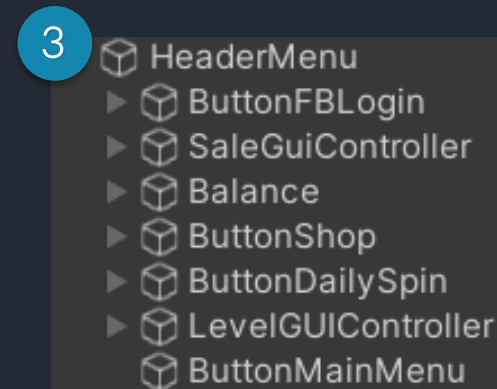 3
HeaderMenu
ButtonFBLogin
SaleGuiController
Balance
ButtonShop
ButtonDailySpin
LevelGUIController
ButtonMainMenu